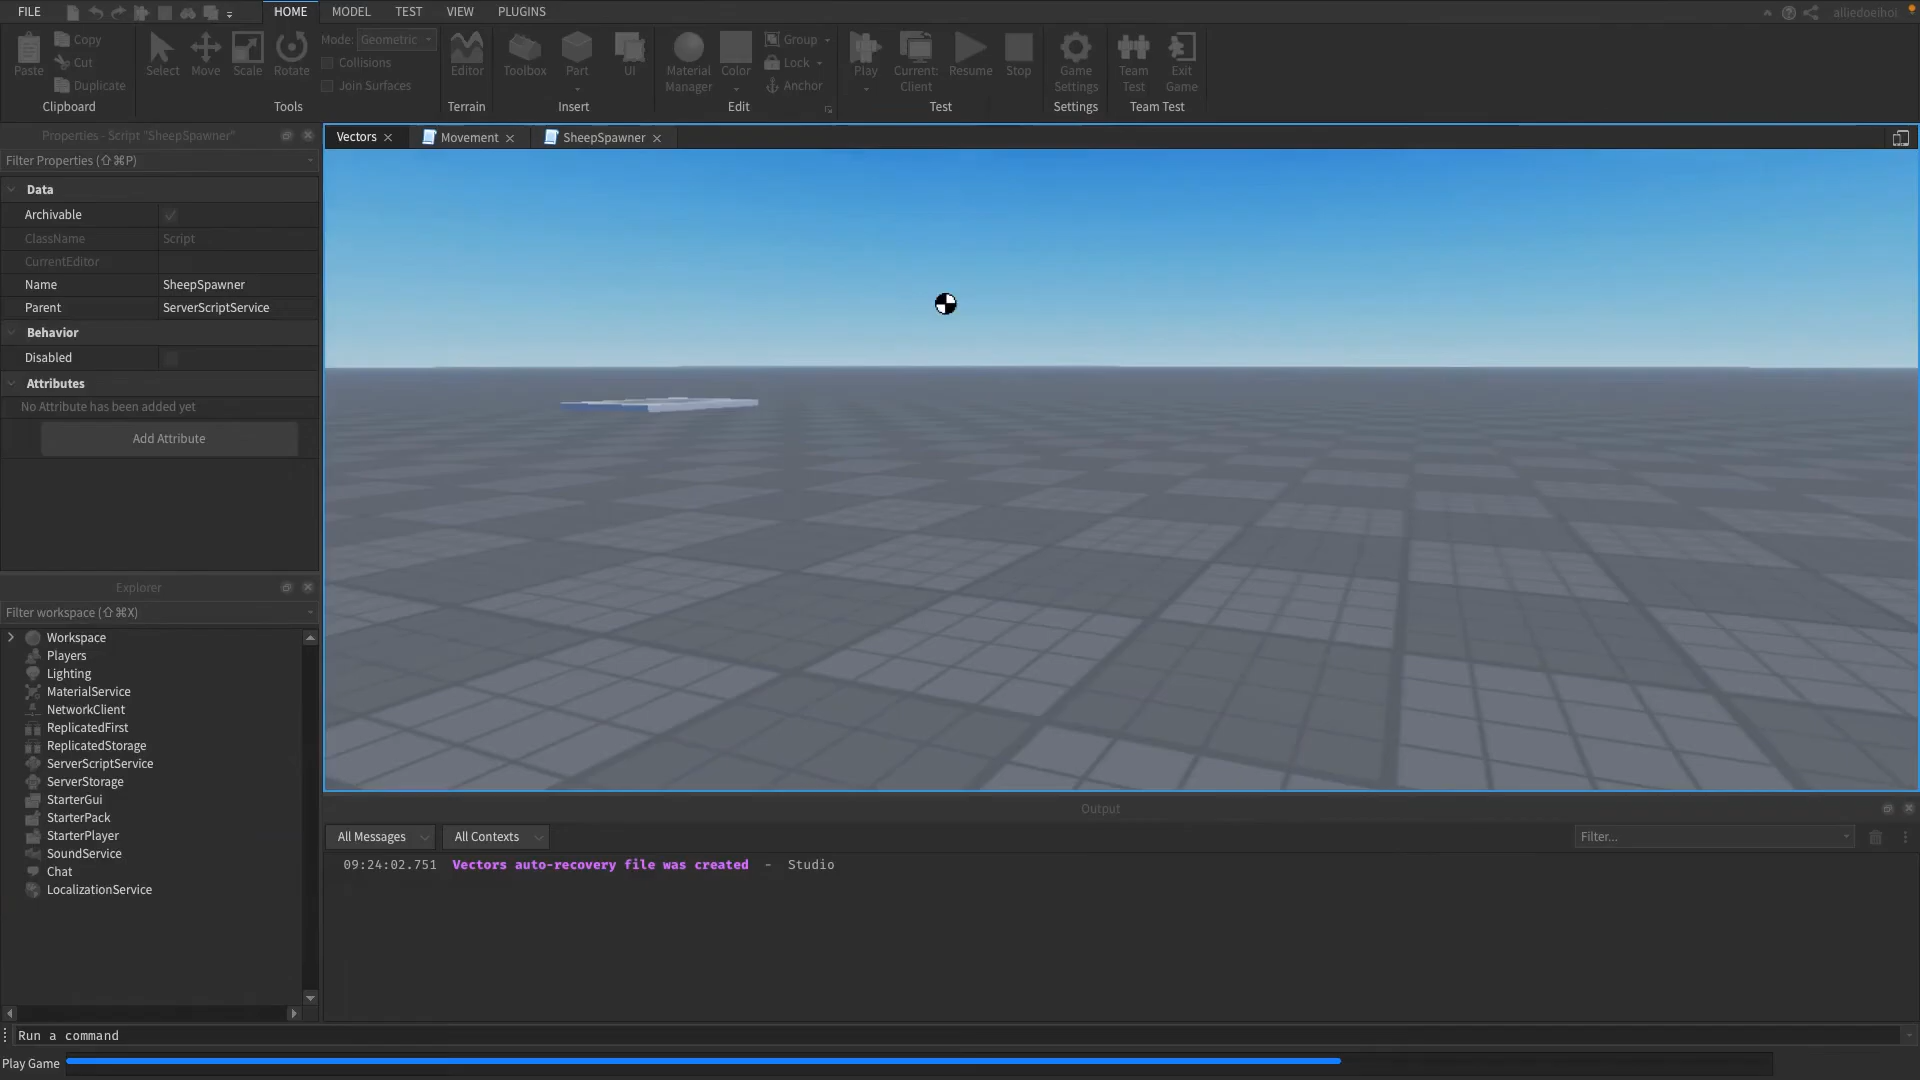 FILE
HOME
MODEL
TEST
VIEW
PLUGINS
alliedoelhol
Paste
Copy
Cut
Duplicate
Clipboard
Select
Move
Scale
Rotate
Mode: Geometric
Collisions
Join Surfaces
Tools
Editor
Terrain
Toolbox
Part
UI
Insert
Material
Manager
Color
Group
Lock
Anchor
Edit
Play
Current:
Client
Resume
Stop
Test
Game
Settings
Settings
Team
Test
Exit
Game
Team Test
Properties - Script "SheepSpawner"
Filter Properties (⇧⌘P)
Data
Archivable
ClassName Script
CurrentEditor
Name SheepSpawner
Parent ServerScriptService
Behavior
Disabled
Attributes
No Attribute has been added yet
Add Attribute
Explorer
Filter workspace (⇧⌘X)
Workspace
Players
Lighting
MaterialService
NetworkClient
ReplicatedFirst
ReplicatedStorage
ServerScriptService
ServerStorage
StarterGui
StarterPack
StarterPlayer
SoundService
Chat
LocalizationService
Vectors
Movement
SheepSpawner
Output
All Messages
All Contexts
Filter...
09:24:02.751 Vectors auto-recovery file was created - Studio
Run a command
Play Game